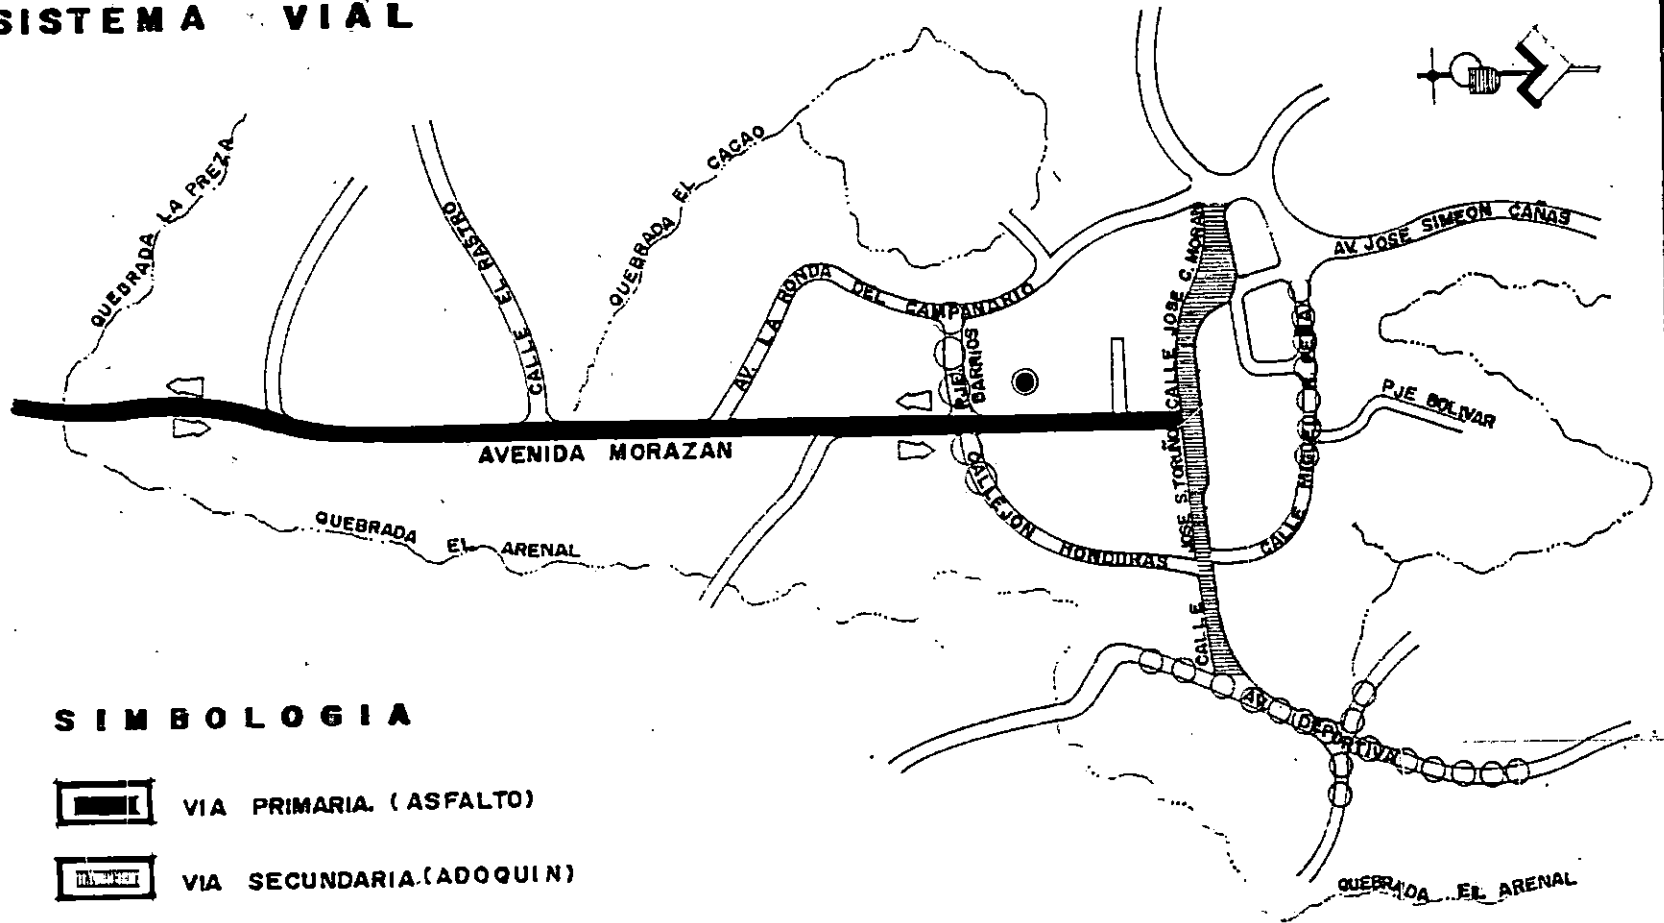 SISTEMA VIAL
QUEBRADA LA PREZA
CALLE EL RASTRO
QUEBRADA EL CACAO
AV. LA RONDA DEL CAMPANARIO
PJE BARRIOS
CALLE JOSE C. MORAN
AV. JOSE SIMEON CAÑAS
PJE BOLIVAR
AVENIDA MORAZAN
CALLEJON HONDURAS
CALLE JOSE S. TORUÑO
CALLE MIGUEL
QUEBRADA EL ARENAL
AV. DEPORTIVA
SIMBOLOGIA
VIA PRIMARIA. (ASFALTO)
VIA SECUNDARIA.(ADOQUIN)
QUEBRADA EL ARENAL